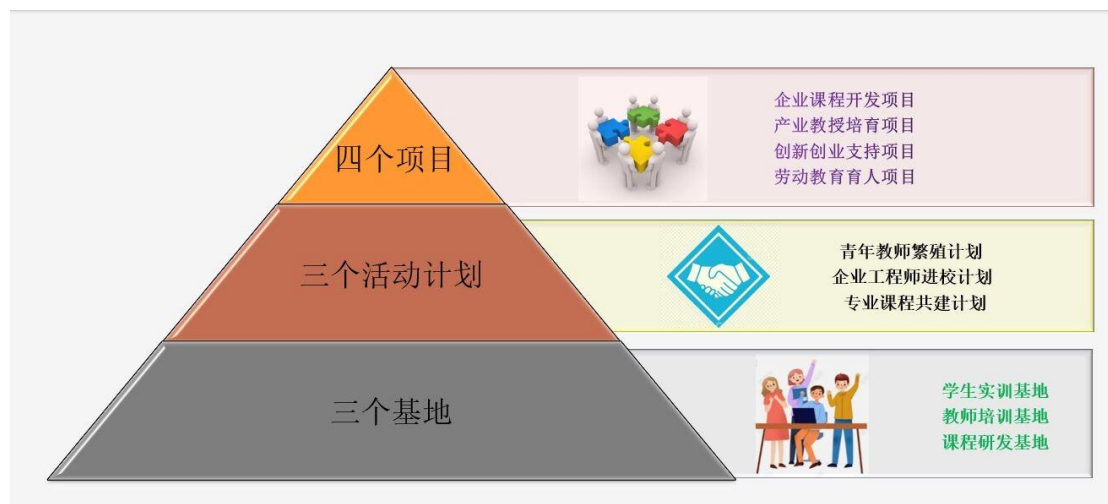 四个项目
企业课程开发项目
产业教授培育项目
创新创业支持项目
劳动教育育人项目
三个活动计划
青年教师繁殖计划
企业工程师进校计划
专业课程共建计划
三个基地
学生实训基地
教师培训基地
课程研发基地